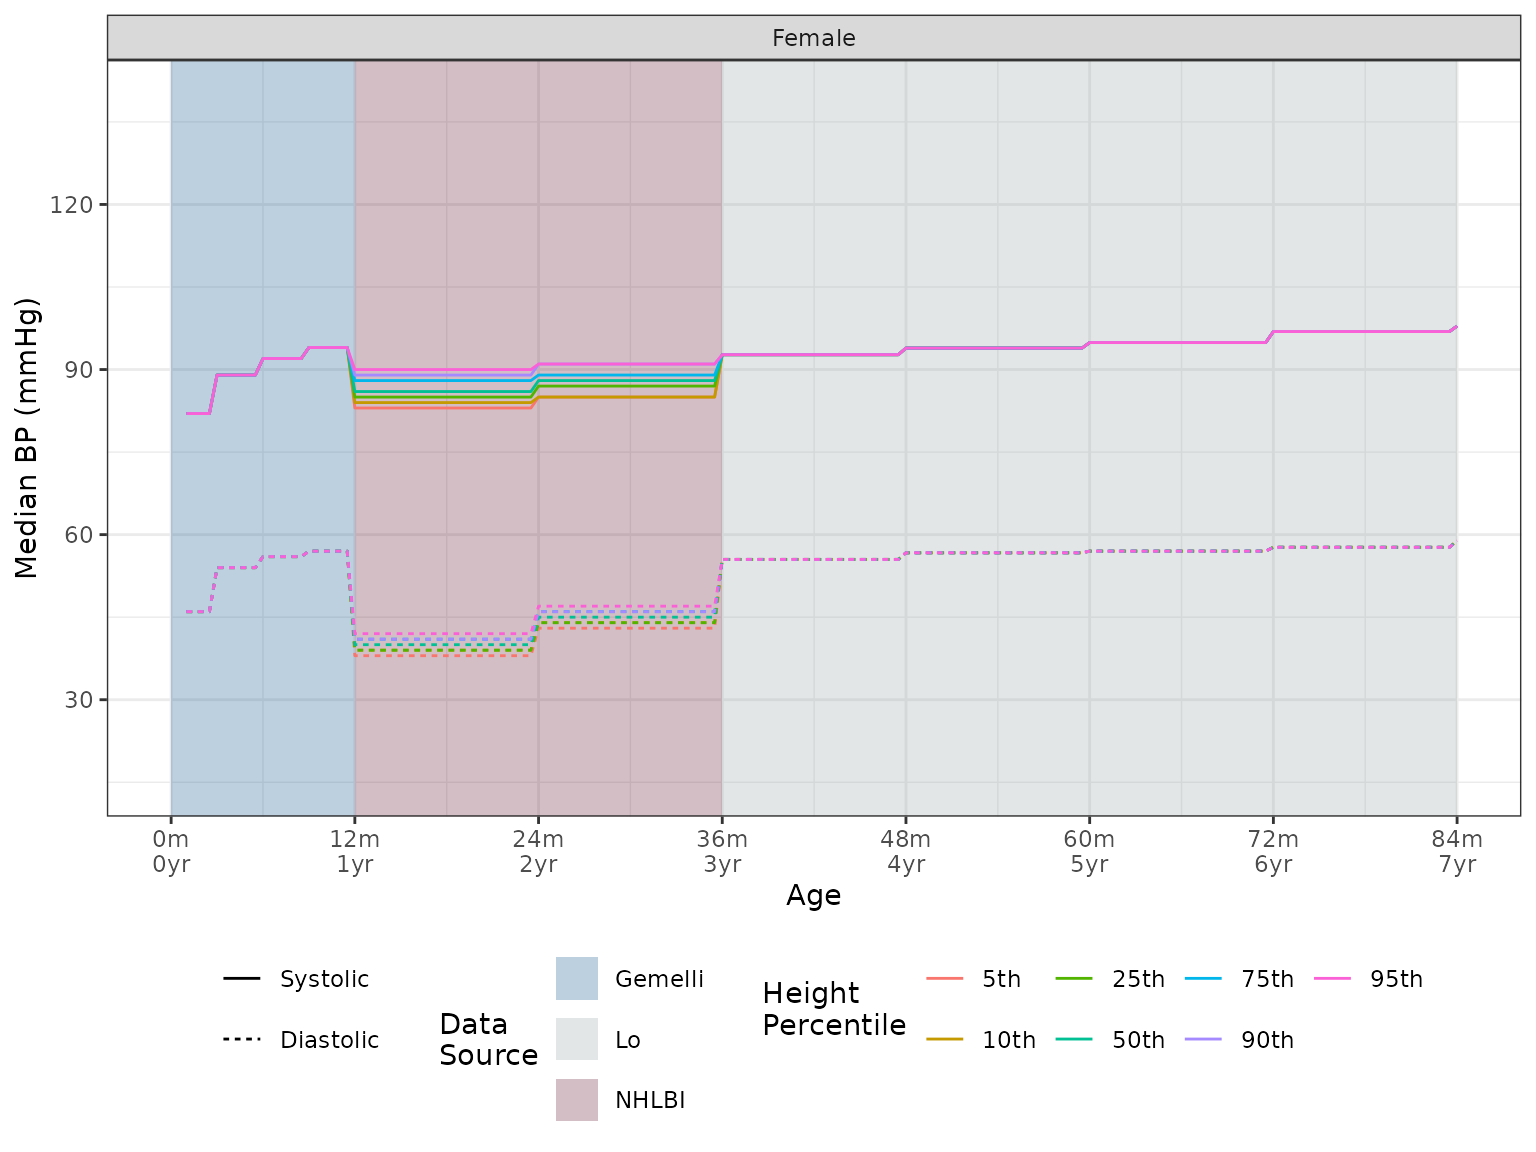 Female
Median BP (mmHg)
120
90
60
30
0m 12m 24m 36m 48m 60m 72m 84m
0yr 1yr 2yr 3yr 4yr 5yr 6yr 7yr
Age
Systolic
Diastolic
Data
Source
Gemelli
Lo
NHLBI
Height
Percentile
5th 25th 75th 95th
10th 50th 90th